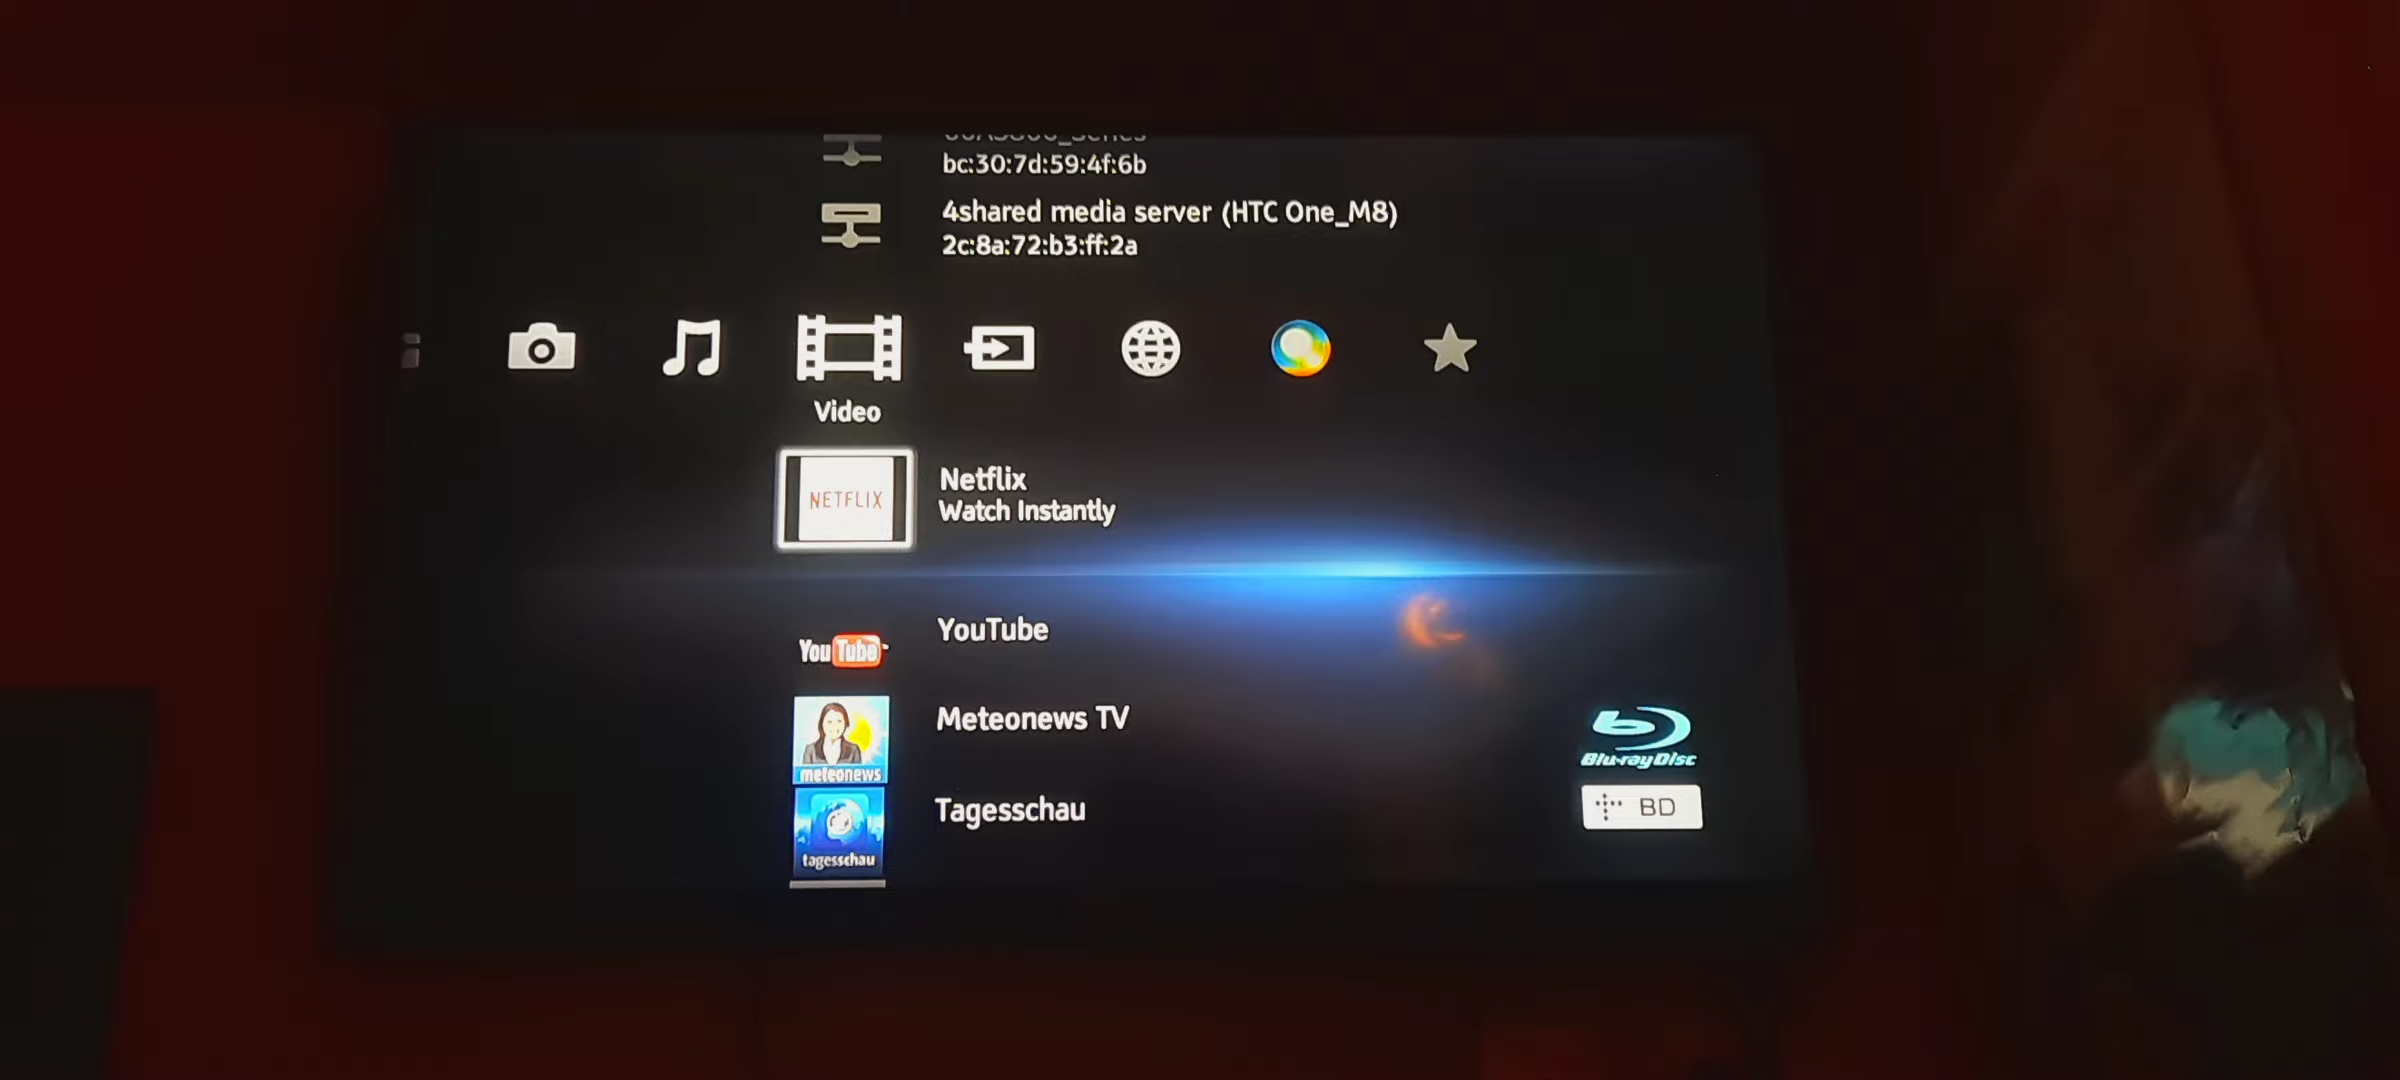 bc:30:7d:59:4f:6b
4shared media server (HTC One_M8)
2c:8a:72:b3:ff:2a
Video
NETFLIX
Netflix
Watch Instantly
YouTube
YouTube
Meteonews TV
meteonews
Blu-ray Disc
BD
Tagesschau
tagesschau